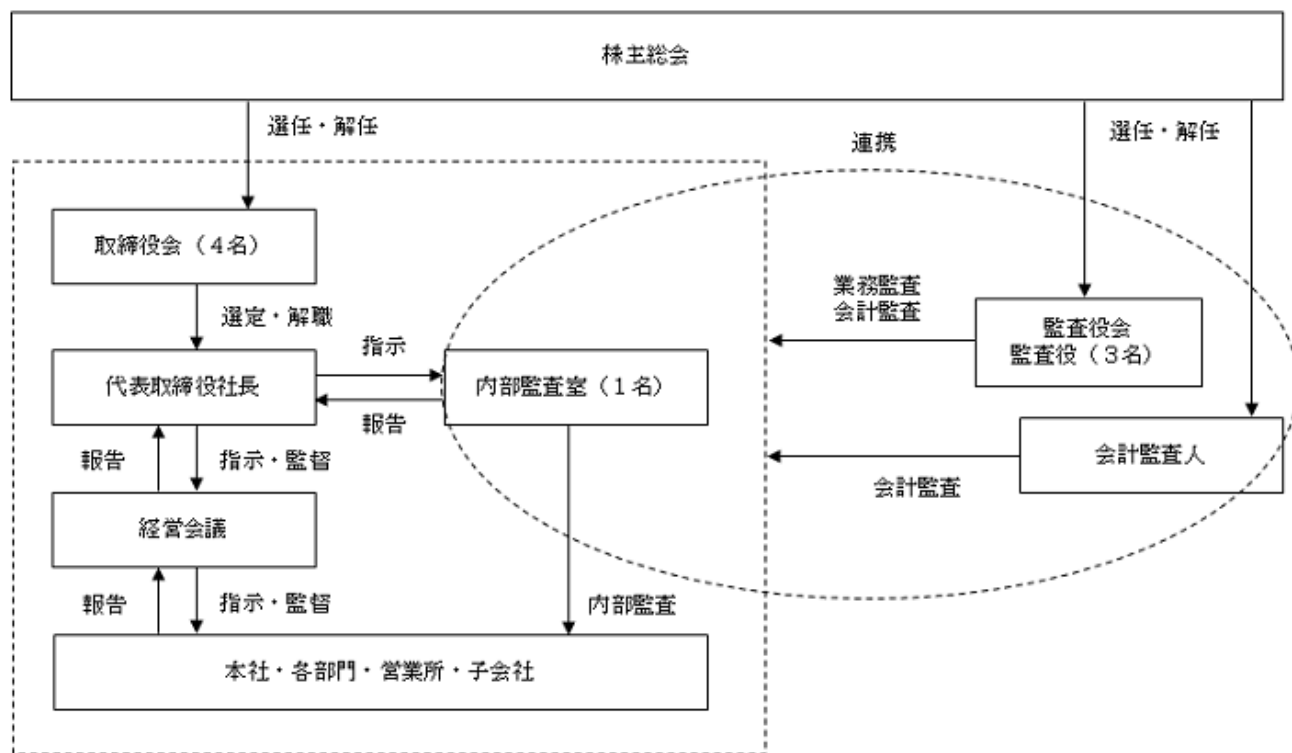 株主総会
選任・解任
選任・解任
連携
取締役会（４名）
業務監査
会計監査
選定・解職
監査役会
監査役（３名）
指示
代表取締役社長
内部監査室（１名）
報告
会計監査人
報告
指示・監督
会計監査
経営会議
報告
指示・監督
内部監査
本社・各部門・営業所・子会社